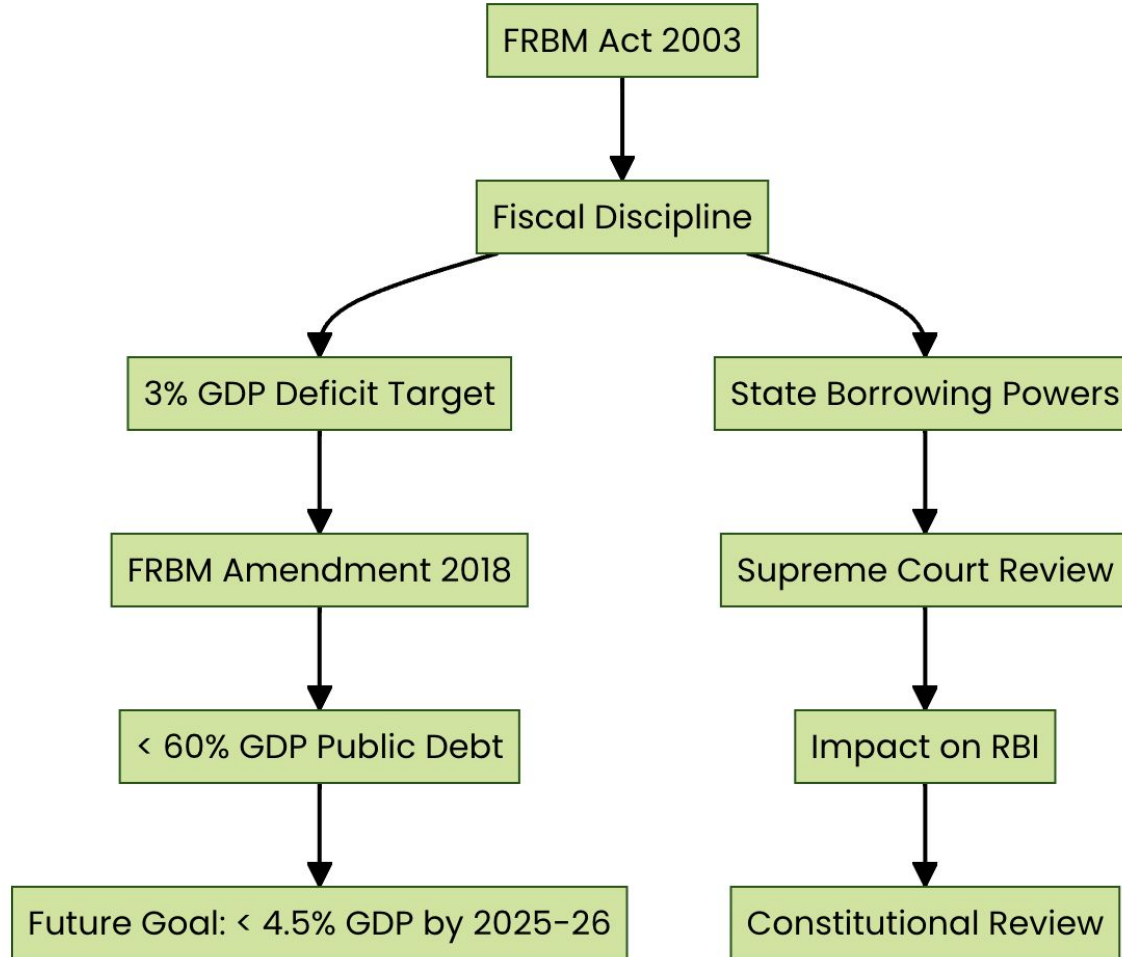 FRBM Act 2003
Fiscal Discipline
3% GDP Deficit Target
State Borrowing Powers
FRBM Amendment 2018
Supreme Court Review
< 60% GDP Public Debt
Impact on RBI
Future Goal: < 4.5% GDP by 2025-26
Constitutional Review